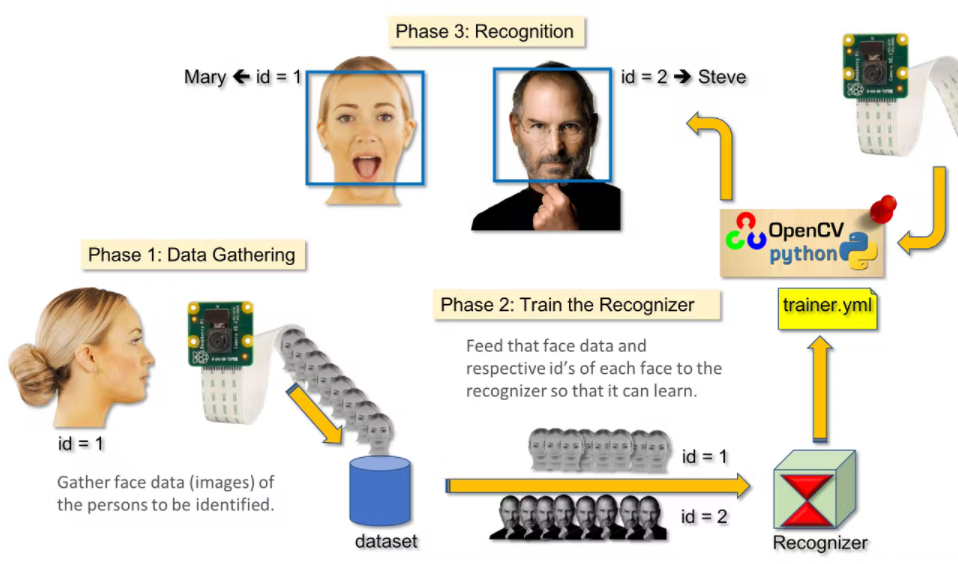 Phase 3: Recognition
Mary 🡸 id = 1
id = 2 🡺 Steve
OpenCV
python
Phase 1: Data Gathering
id = 1
Gather face data (images) of
the persons to be identified.
dataset
Phase 2: Train the Recognizer
Feed that face data and
respective id's of each face to the
recognizer so that it can learn.
id = 1
id = 2
trainer.yml
Recognizer